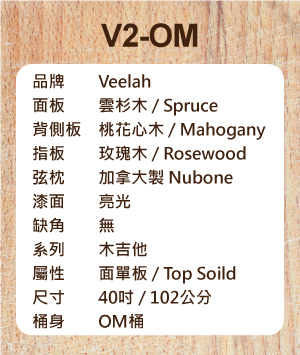 V2-OM
品牌 Veelah
面板 雲杉木 / Spruce
背側板 桃花心木 / Mahogany
指板 玫瑰木 / Rosewood
弦枕 加拿大製 Nubone
漆面 亮光
缺角 無
系列 木吉他
屬性 面單板 / Top Soild
尺寸 40吋 / 102公分
桶身 OM桶